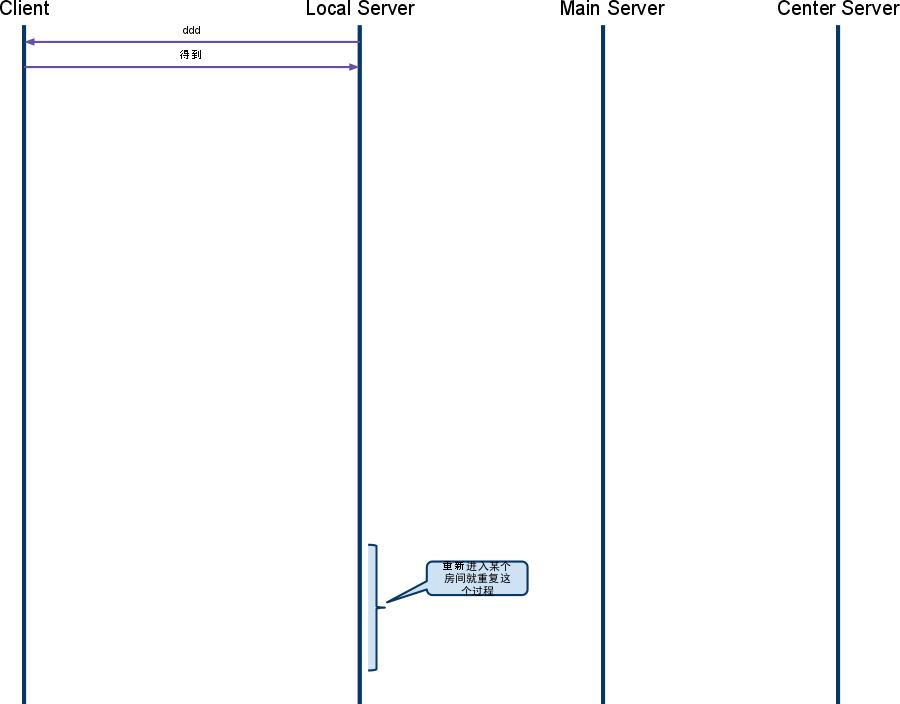 Client
Local Server
Main Server
Center Server
ddd
得到
重新进入某个
房间就重复这
个过程